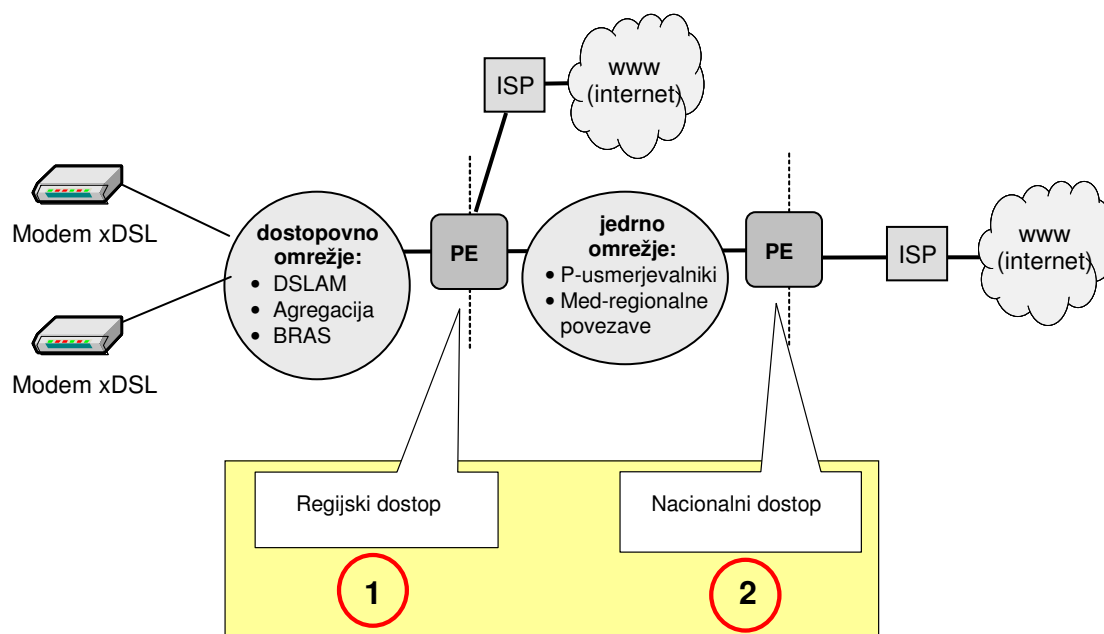 www
(internet)
ISP
Modem xDSL
dostopovno
omrežje:
• DSLAM
• Agregacija
• BRAS
PE
jedrno
omrežje:
• P-usmerjevalniki
• Med-regionalne
povezave
PE
ISP
www
(internet)
Modem xDSL
Regijski dostop
Nacionalni dostop
1
2